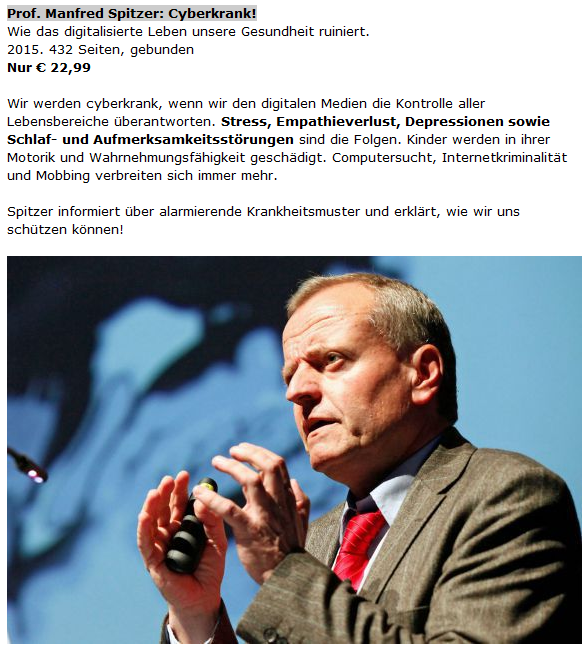 Prof. Manfred Spitzer: Cyberkrank!
Wie das digitalisierte Leben unsere Gesundheit ruiniert.
2015. 432 Seiten, gebunden
Nur € 22,99
Wir werden cyberkrank, wenn wir den digitalen Medien die Kontrolle aller
Lebensbereiche überantworten. Stress, Empathieverlust, Depressionen sowie
Schlaf- und Aufmerksamkeitsstörungen sind die Folgen. Kinder werden in ihrer
Motorik und Wahrnehmungsfähigkeit geschädigt. Computersucht, Internetkriminalität
und Mobbing verbreiten sich immer mehr.
Spitzer informiert über alarmierende Krankheitsmuster und erklärt, wie wir uns
schützen können!